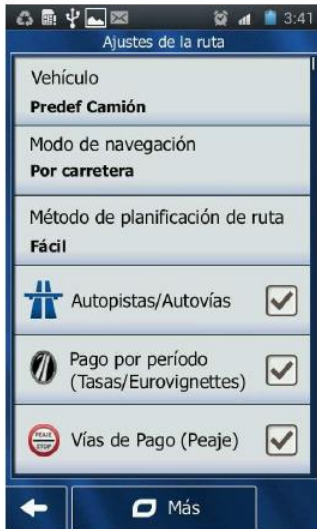 3:41
Ajustes de la ruta
Vehículo
Predef Camión
Modo de navegación
Por carretera
Método de planificación de ruta
Fácil
Autopistas/Autovías
Pago por período
(Tasas/Eurovignettes)
PEAJE
STOP
Vías de Pago (Peaje)
Más